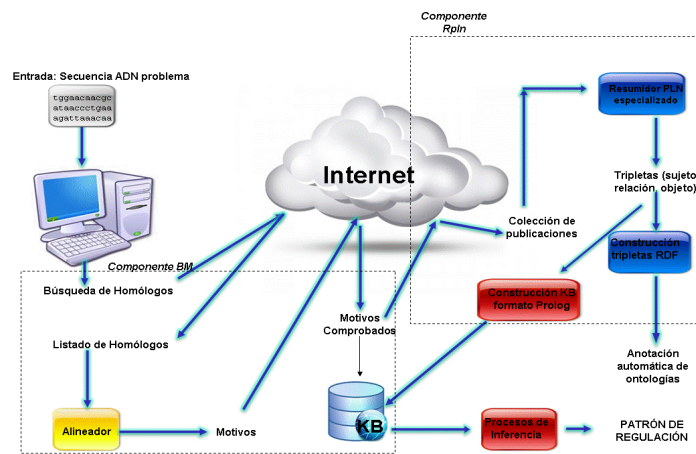 Componente
Rpln
Entrada: Secuencia ADN problema
tggaacaacgc
ataaccctgaa
agattaaacaa
Resumidor PLN
especializado
Internet
Tripletas (sujeto
relación, objeto)
Colección de
publicaciones
Construcción
tripletas RDF
Componente BM
Búsqueda de Homólogos
Construcción KB
formato Prolog
Motivos
Comprobados
Listado de Homólogos
Anotación
automática de
ontologías
Alineador
Motivos
KB
Procesos de
Inferencia
PATRÓN DE
REGULACIÓN